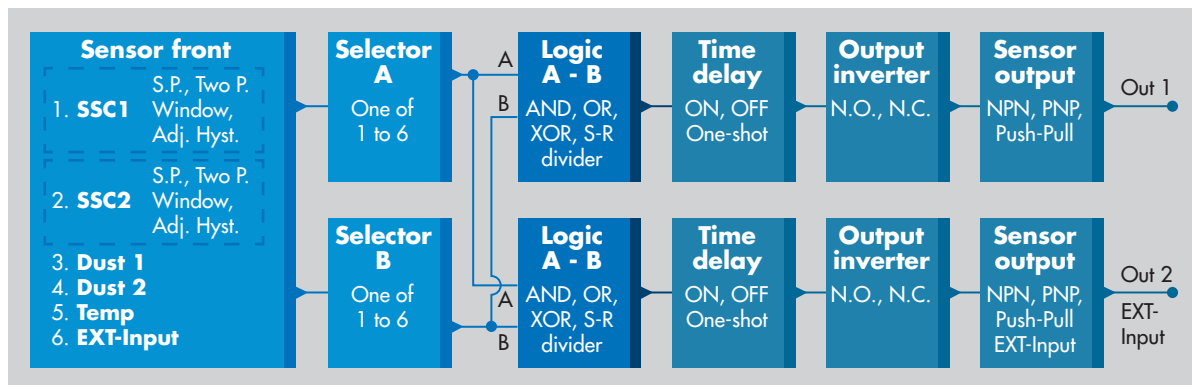 Sensor front
1. SSC1
S.P., Two P.
Window,
Adj. Hyst.
2. SSC2
S.P., Two P.
Window,
Adj. Hyst.
3. Dust 1
4. Dust 2
5. Temp
6. EXT-Input
Selector
A
One of
1 to 6
A
B
Logic
A - B
AND, OR,
XOR, S-R
divider
Time
delay
ON, OFF
One-shot
Output
inverter
N.O., N.C.
Sensor
output
NPN, PNP,
Push-Pull
Out 1
Selector
B
One of
1 to 6
A
B
Logic
A - B
AND, OR,
XOR, S-R
divider
Time
delay
ON, OFF
One-shot
Output
inverter
N.O., N.C.
Sensor
output
NPN, PNP,
Push-Pull
EXT-Input
Out 2
EXT-
Input